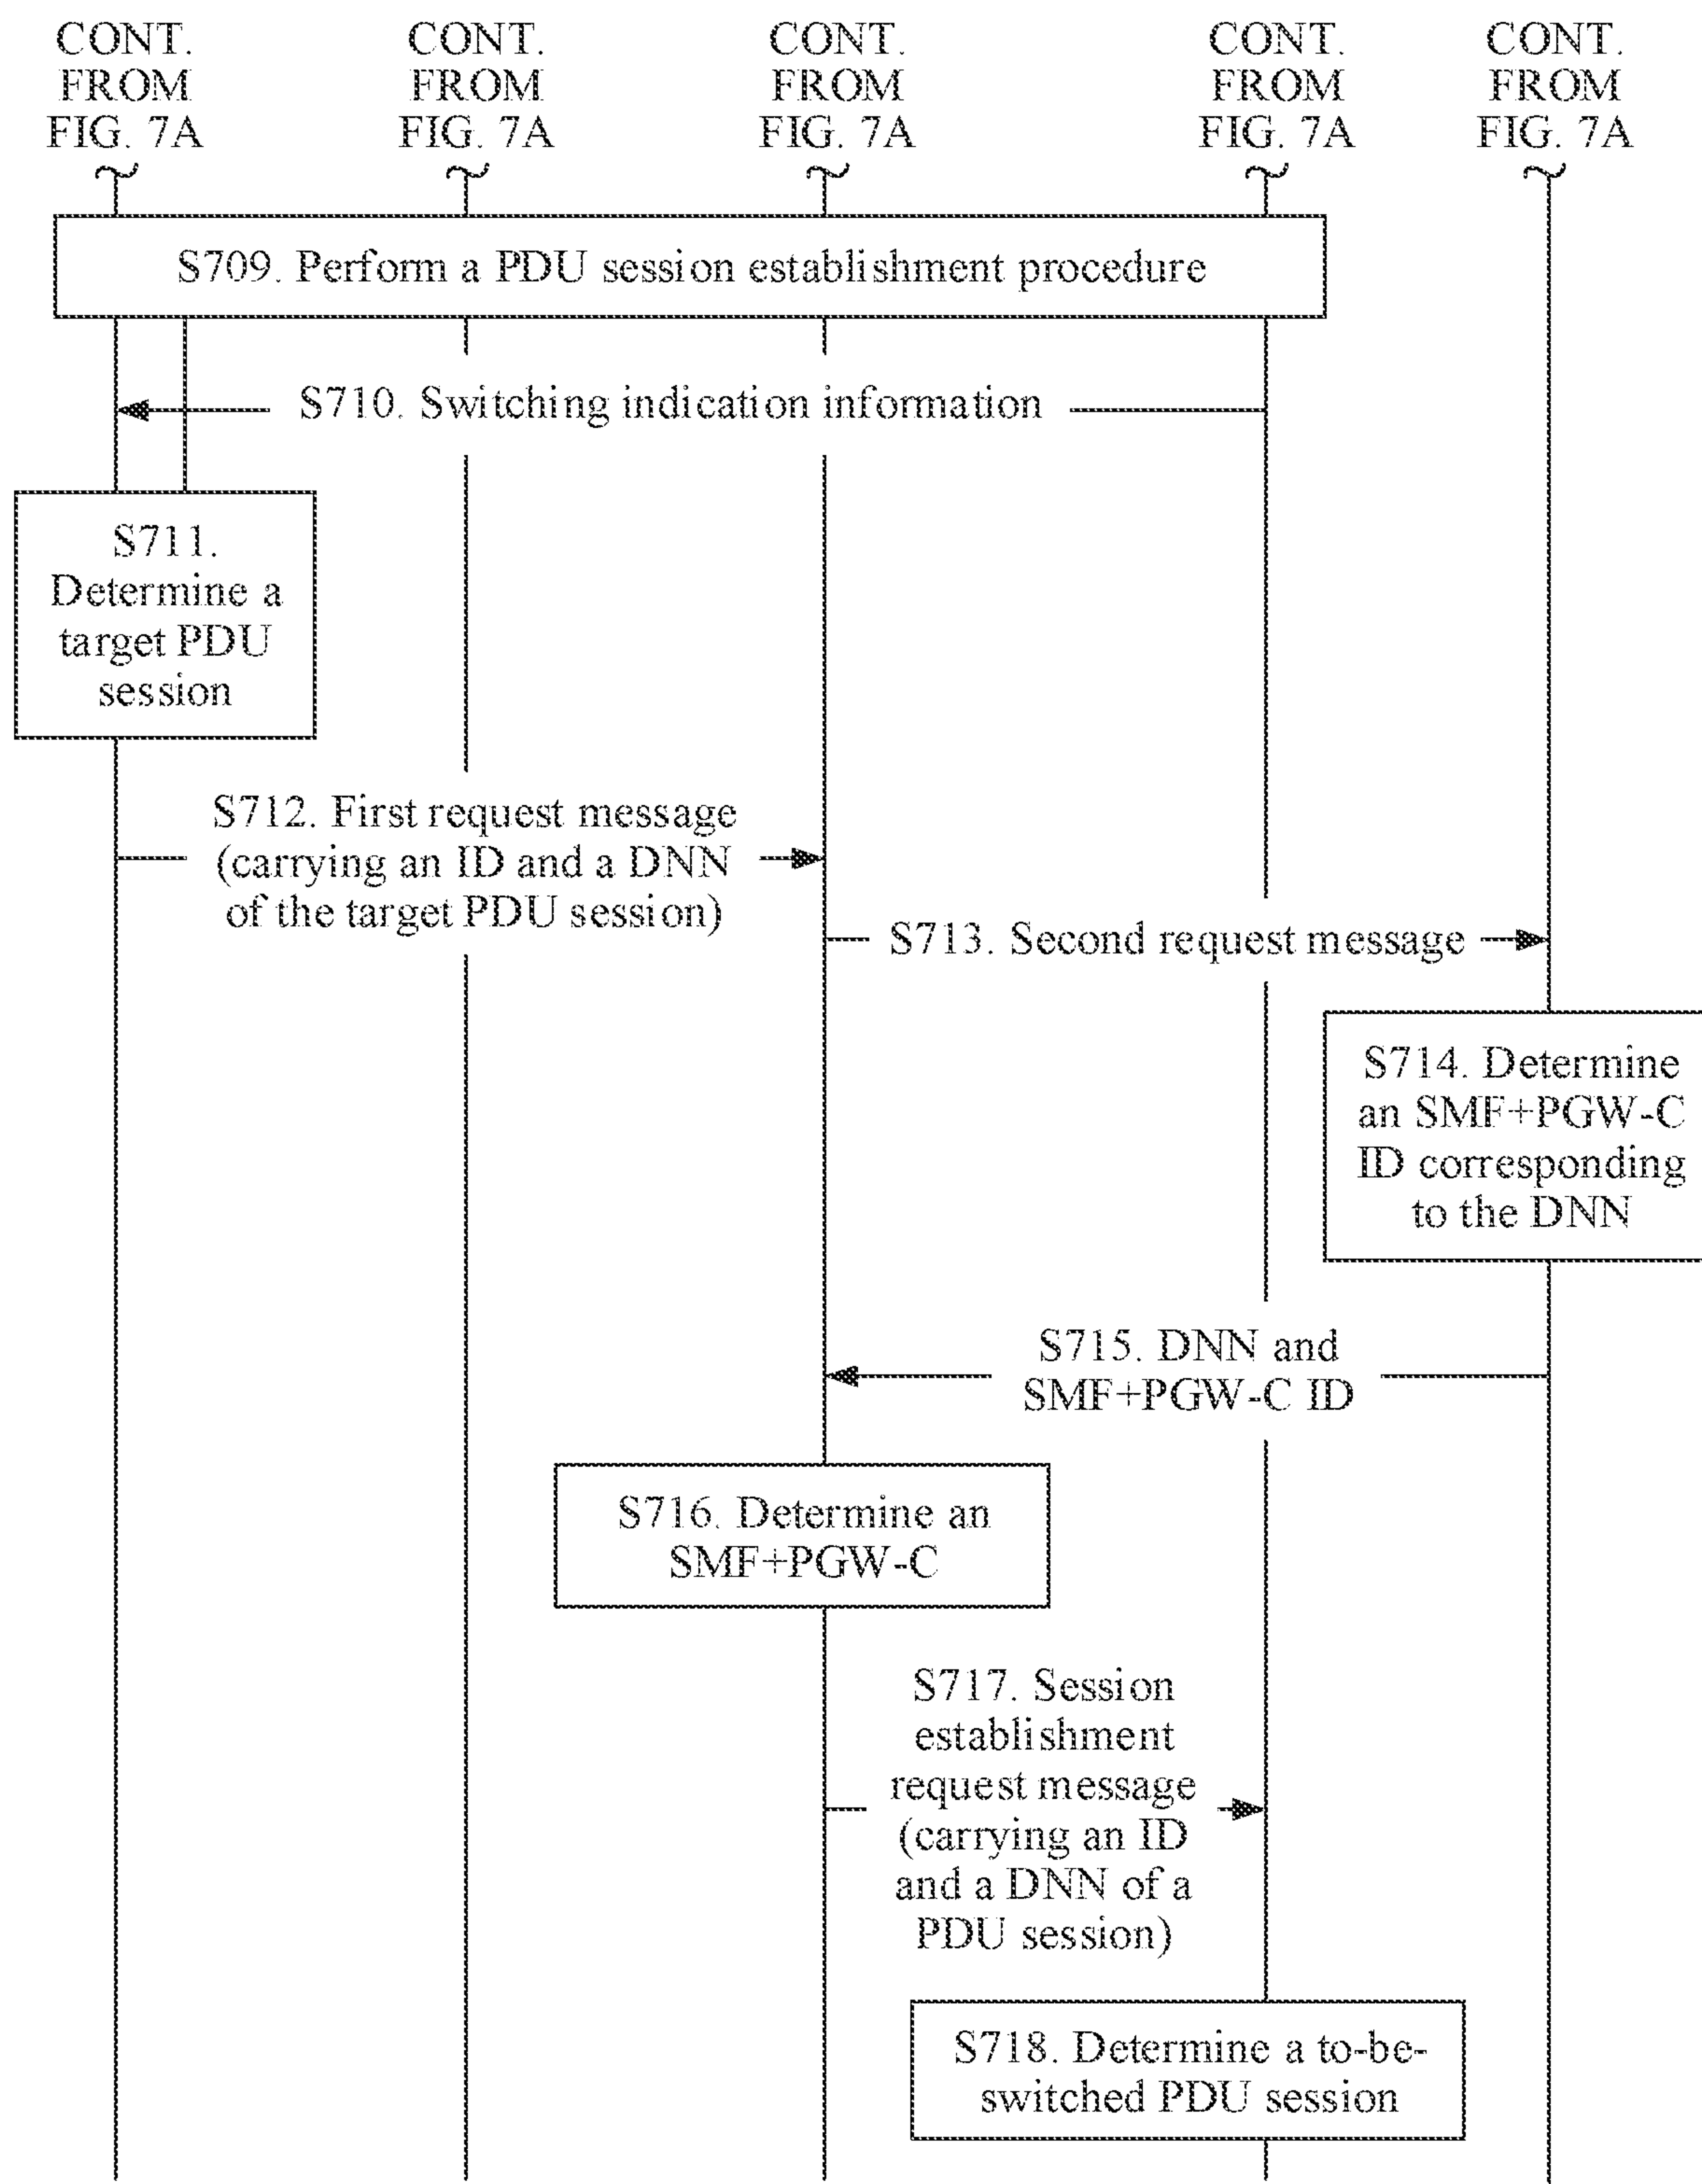 CONT.
FROM
FIG. 7A
CONT.
FROM
FIG. 7A
CONT.
FROM
FIG. 7A
CONT.
FROM
FIG. 7A
CONT.
FROM
FIG. 7A
S709. Perform a PDU session establishment procedure
S710. Switching indication information
S711.
Determine a
target PDU
session
S712. First request message
(carrying an ID and a DNN
of the target PDU session)
S713. Second request message
S714. Determine
an SMF+PGW-C
ID corresponding
to the DNN
S715. DNN and
SMF+PGW-C ID
S716. Determine an
SMF+PGW-C
S717. Session
establishment
request message
(carrying an ID
and a DNN of a
PDU session)
S718. Determine a to-be-
switched PDU session